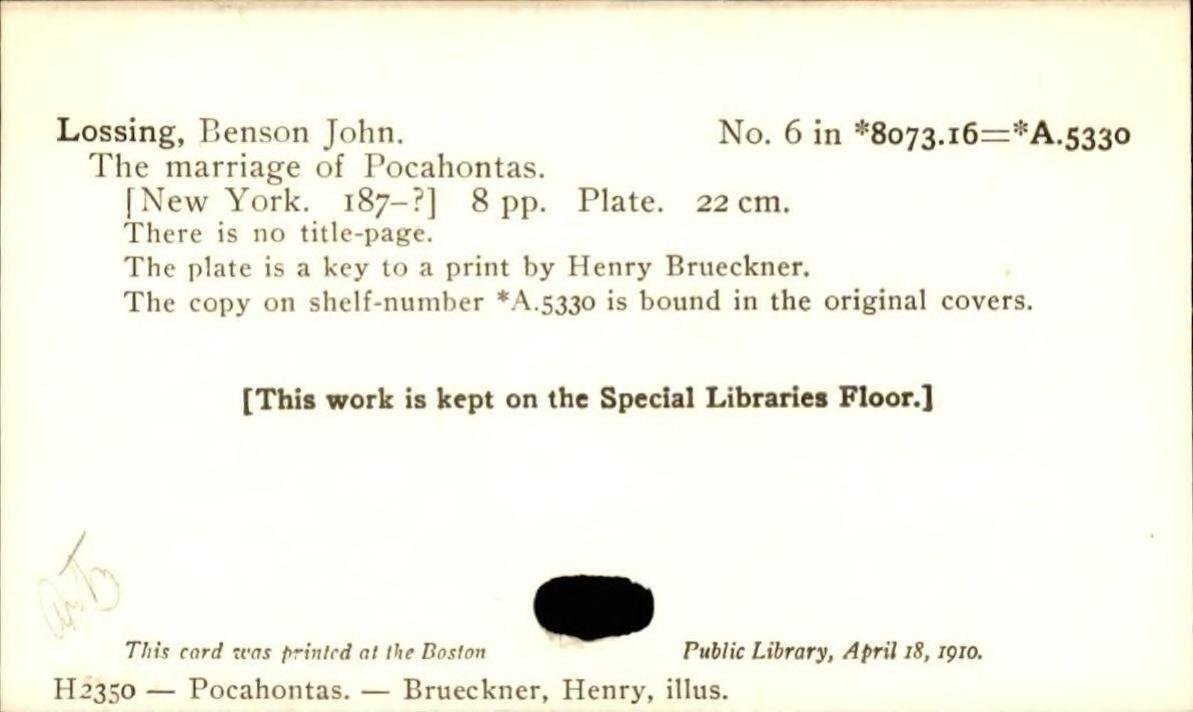 Lossing, Benson John. No. 6 in *8073.16=*A.5330
The marriage of Pocahontas.
[New York. 187-?] 8 pp. Plate. 22 cm.
There is no title-page.
The plate is a key to a print by Henry Brueckner.
The copy on shelf-number *A.5330 is bound in the original covers.
[This work is kept on the Special Libraries Floor.]
This card was printed at the Boston Public Library, April 18, 1910.
H2350 — Pocahontas. — Brueckner, Henry, illus.